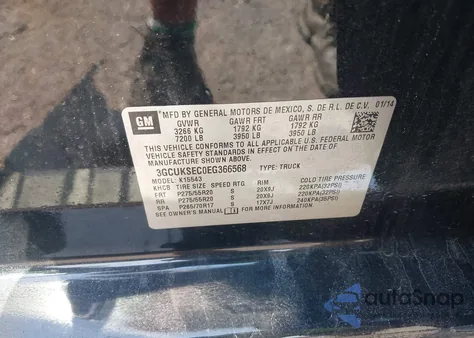 GM
MFD BY GENERAL MOTORS DE MEXICO, S. DE R.L. DE C.V. 01/14
GVWR GAWR FRT GAWR RR
3266 KG 1792 KG 1792 KG
7200 LB 3950 LB 3950 LB
THIS VEHICLE CONFORMS TO ALL APPLICABLE U.S. FEDERAL MOTOR
VEHICLE SAFETY STANDARDS IN EFFECT ON THE DATE OF
MANUFACTURE SHOWN ABOVE.
3GCUKSEC0EG366568 TYPE: TRUCK
MODEL: K15543
KHCB TIRE SIZE SPEED RTG RIM COLD TIRE PRESSURE
FRT P275/55R20 S 20X9J 220KPA(32PSI)
RR P275/55R20 S 20X9J 220KPA(32PSI)
SPA P265/70R17 S 17X7J 240KPA(35PSI)
SEE OWNER'S MANUAL FOR
autoSnap